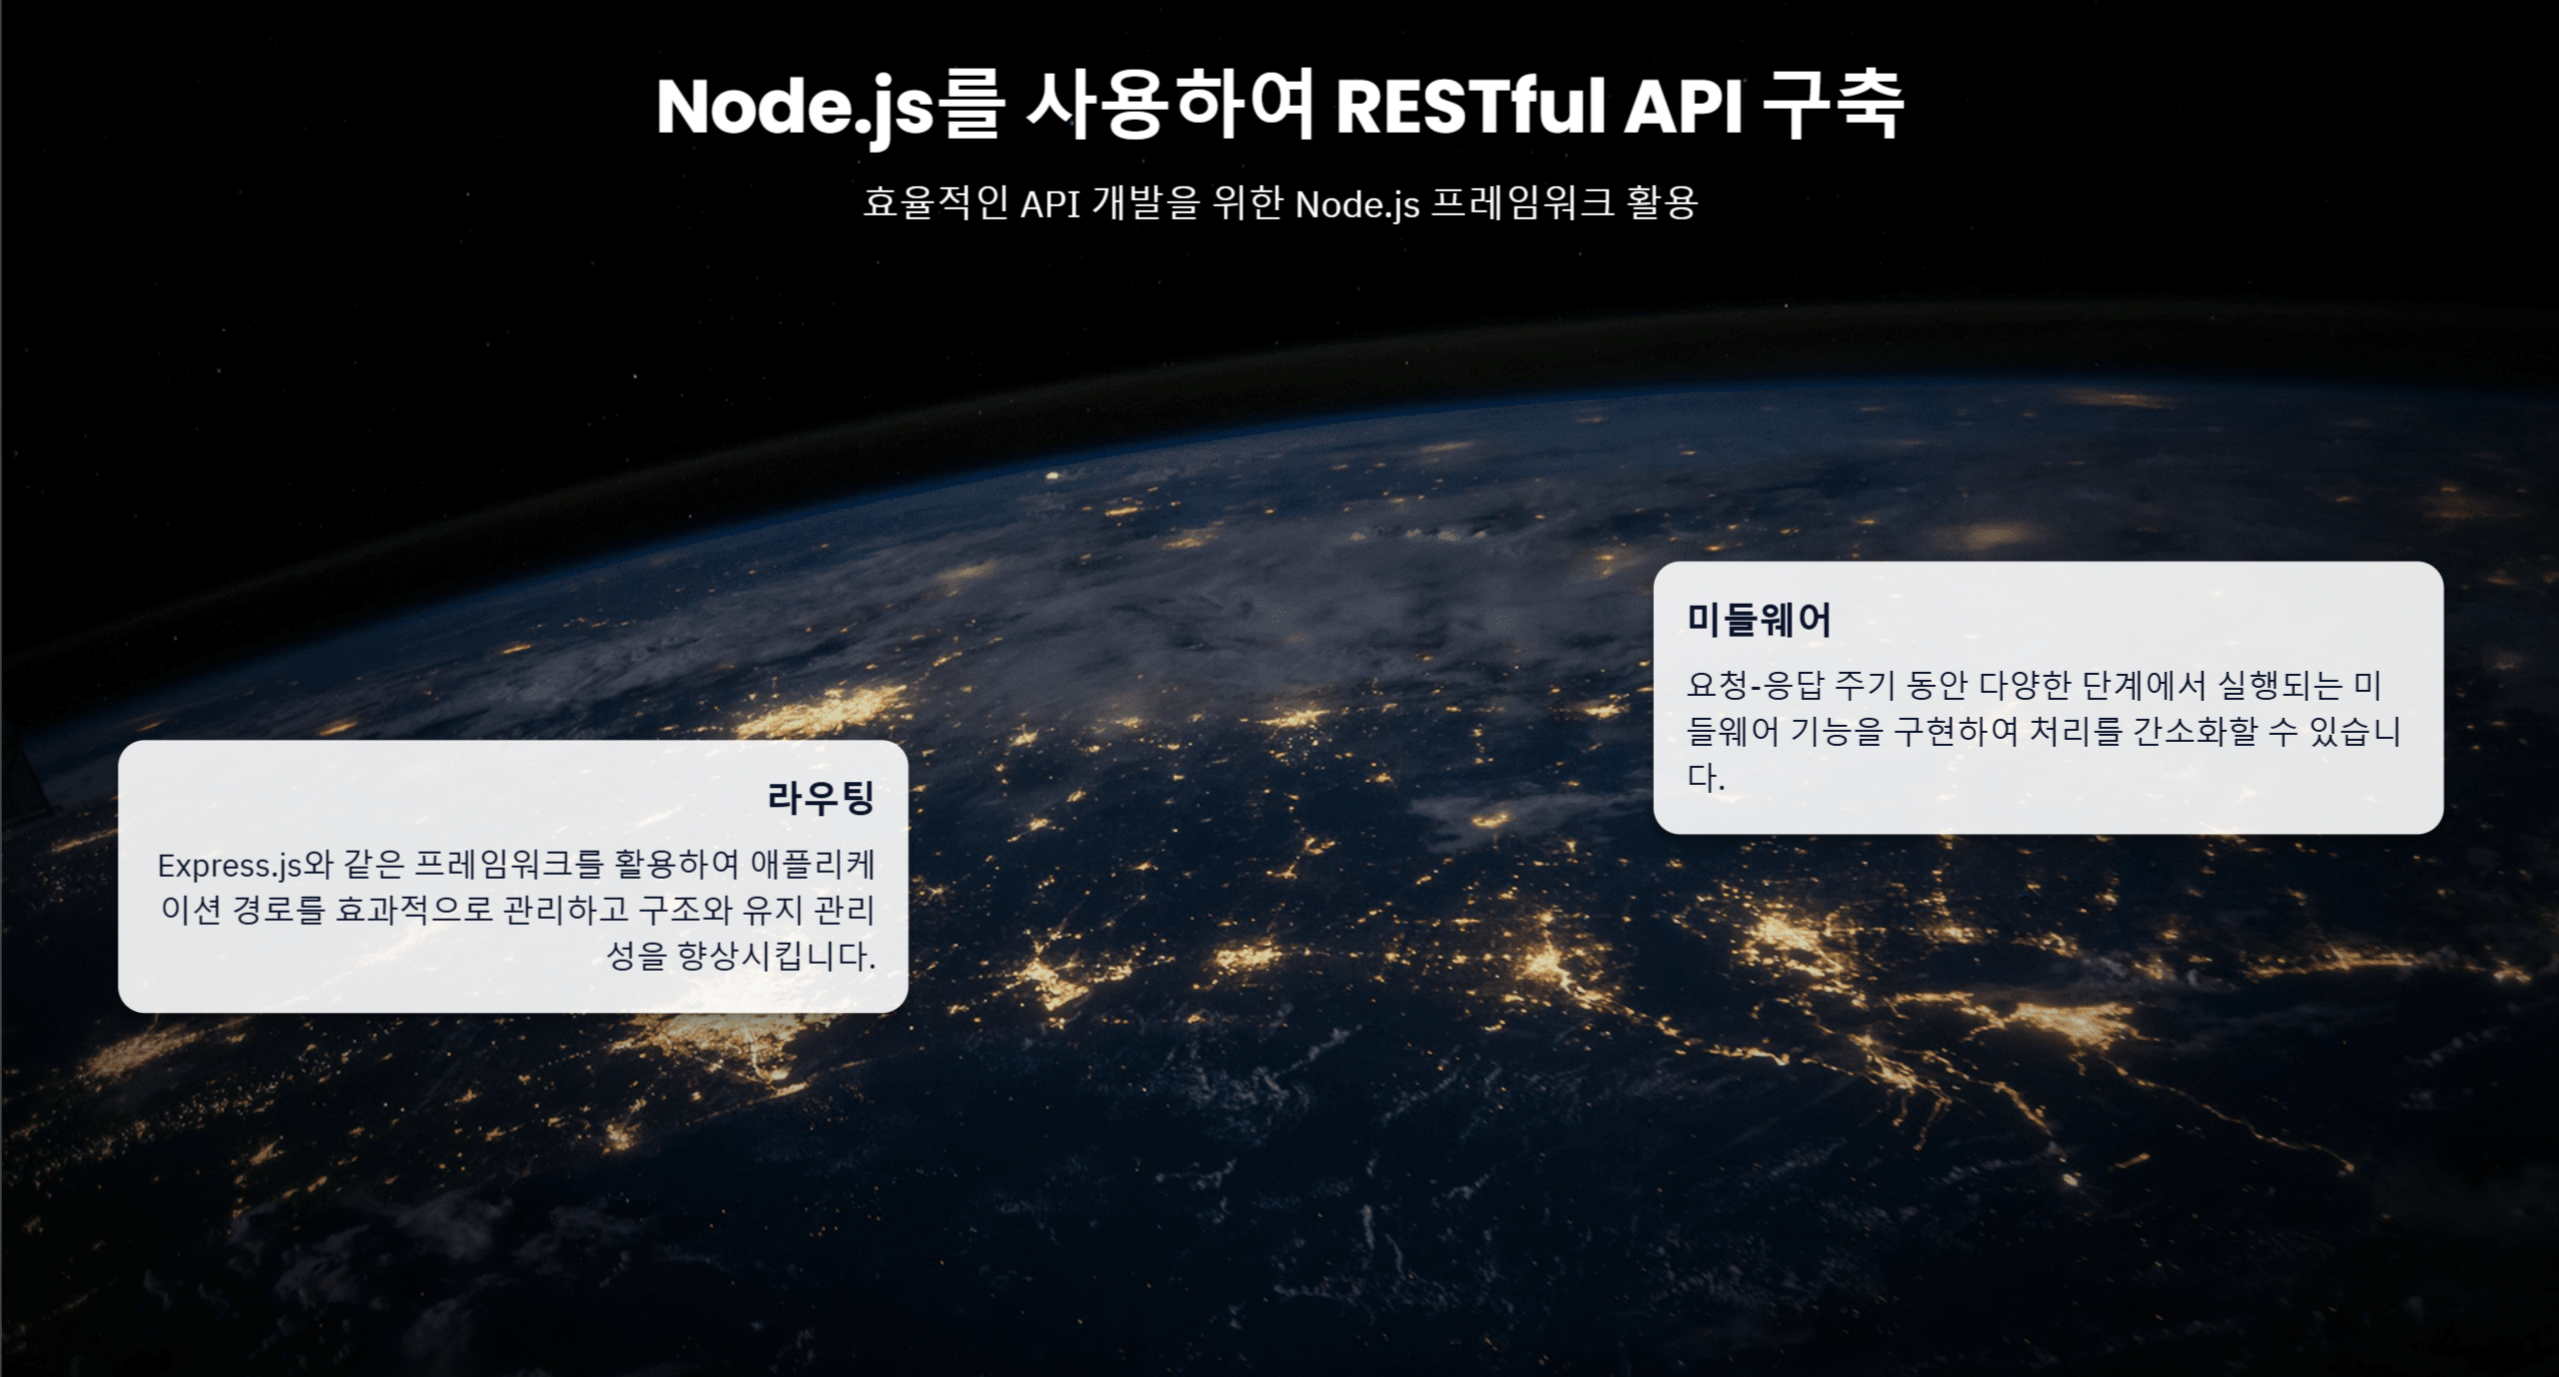 Node.js를 사용하여 RESTful API 구축
효율적인 API 개발을 위한 Node.js 프레임워크 활용
라우팅
Express.js와 같은 프레임워크를 활용하여 애플리케
이션 경로를 효과적으로 관리하고 구조와 유지 관리
성을 향상시킵니다.
미들웨어
요청-응답 주기 동안 다양한 단계에서 실행되는 미
들웨어 기능을 구현하여 처리를 간소화할 수 있습니
다.